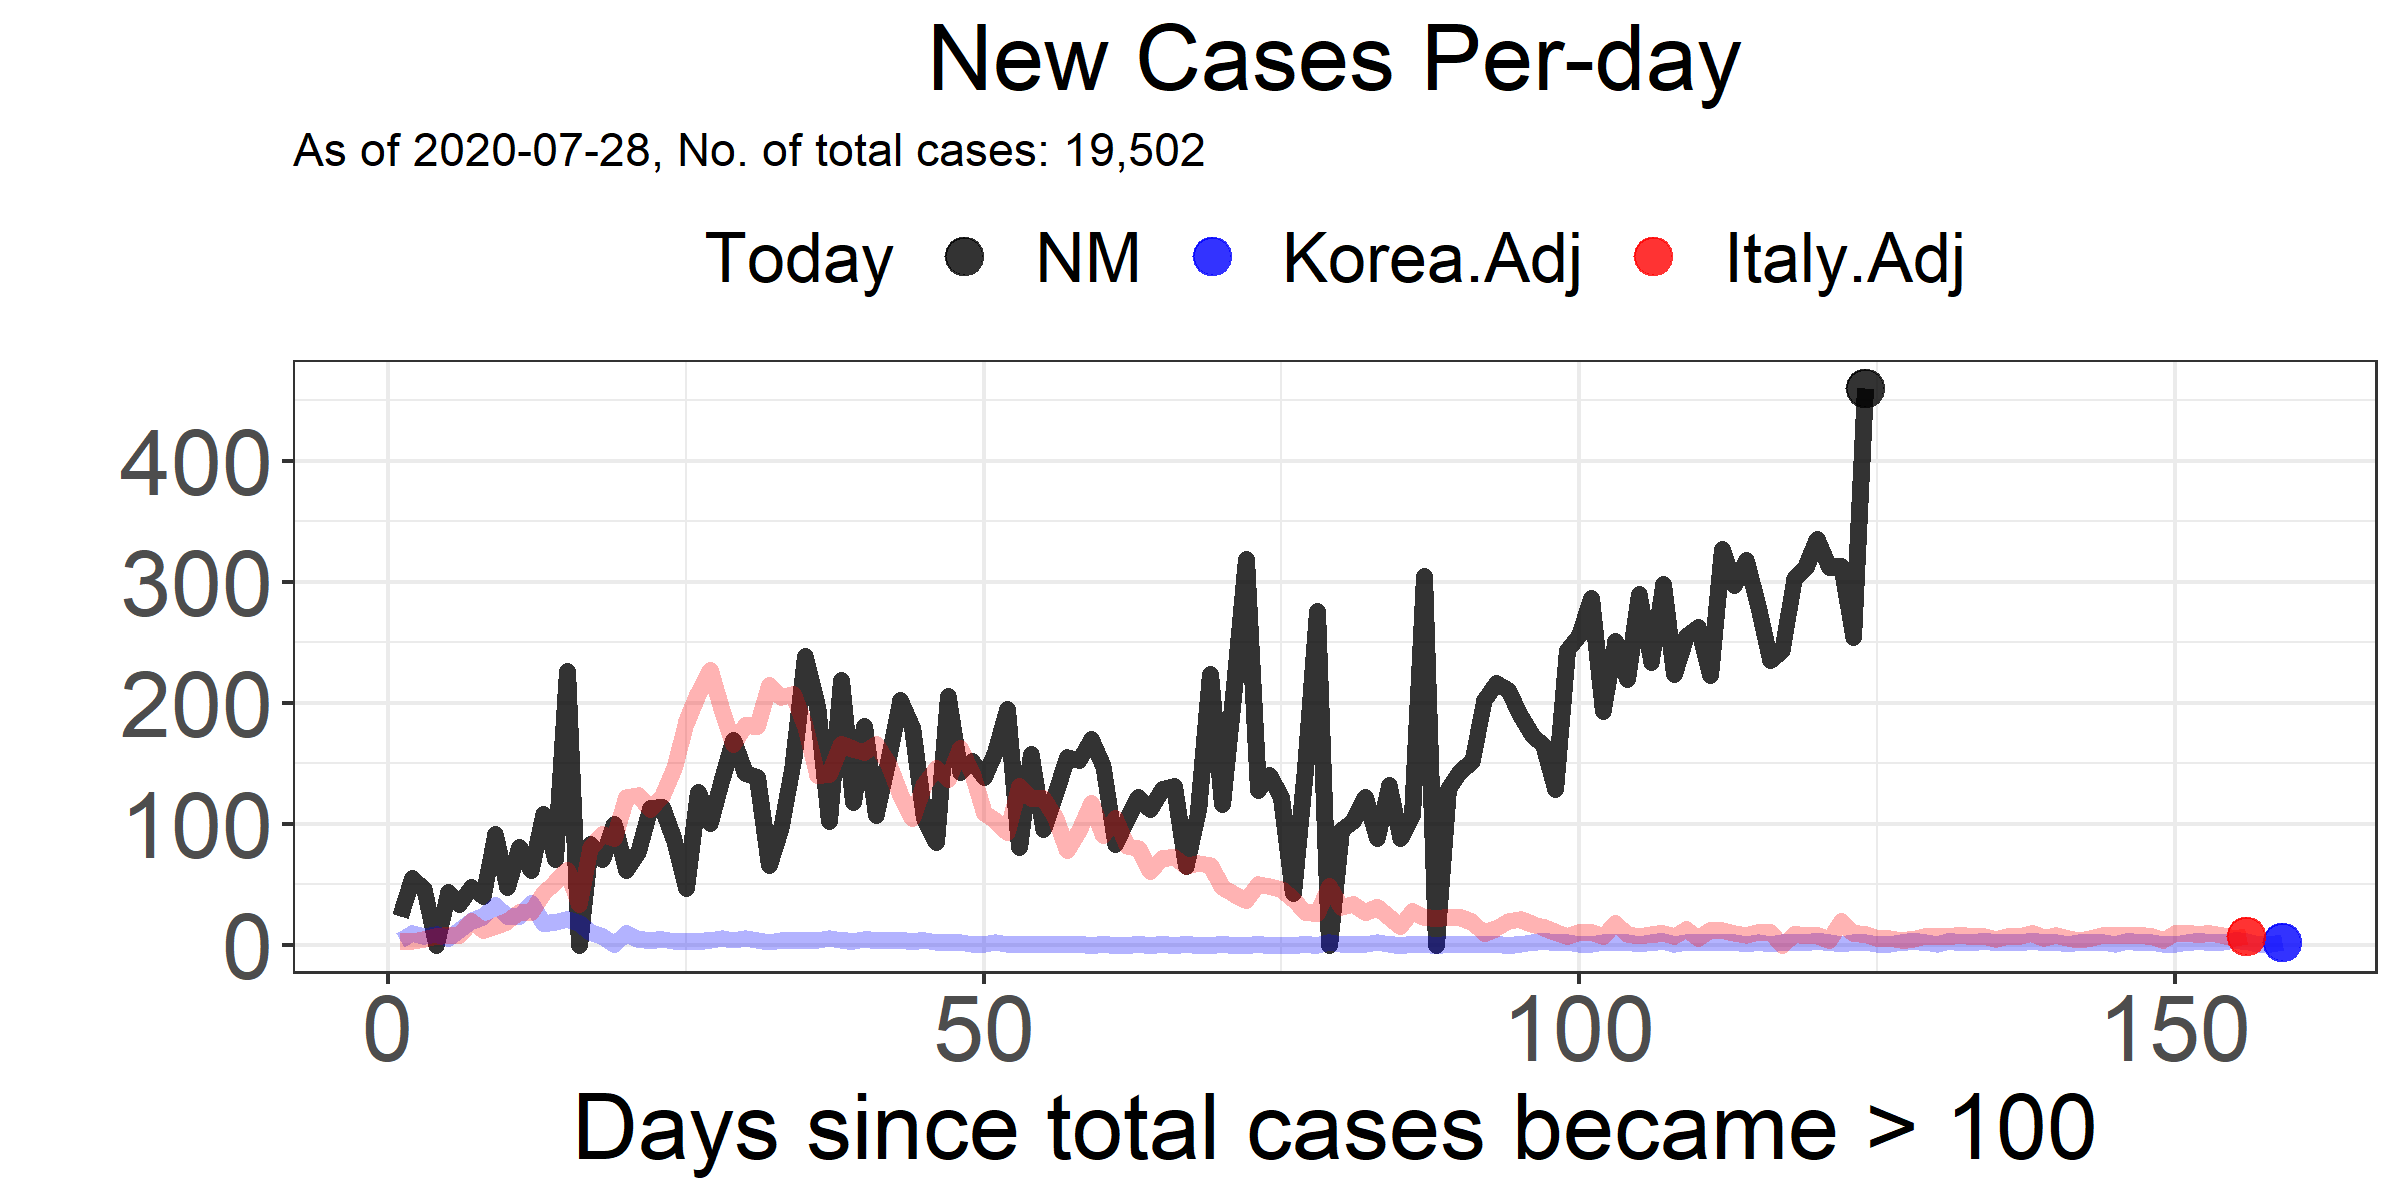 New Cases Per-day
As of 2020-07-28, No. of total cases: 19,502
Today NM Korea.Adj Italy.Adj
400
300
200
100
0
0 50 100 150
Days since total cases became > 100